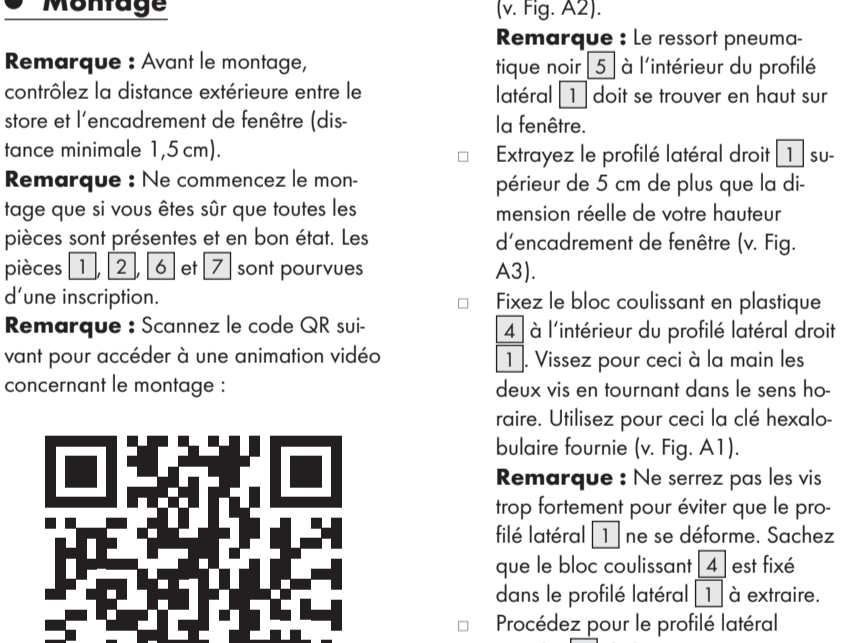 ● Montage
Remarque : Avant le montage,
contrôlez la distance extérieure entre le
store et l'encadrement de fenêtre (dis-
tance minimale 1,5 cm).
Remarque : Ne commencez le mon-
tage que si vous êtes sûr que toutes les
pièces sont présentes et en bon état. Les
pièces 1, 2, 6 et 7 sont pourvues
d'une inscription.
Remarque : Scannez le code QR sui-
vant pour accéder à une animation vidéo
concernant le montage :
(v. Fig. A2).
Remarque : Le ressort pneuma-
tique noir 5 à l'intérieur du profilé
latéral 1 doit se trouver en haut sur
la fenêtre.
□ Extrayez le profilé latéral droit 1 su-
périeur de 5 cm de plus que la di-
mension réelle de votre hauteur
d'encadrement de fenêtre (v. Fig.
A3).
□ Fixez le bloc coulissant en plastique
4 à l'intérieur du profilé latéral droit
1. Vissez pour ceci à la main les
deux vis en tournant dans le sens ho-
raire. Utilisez pour ceci la clé hexalo-
bulaire fournie (v. Fig. A1).
Remarque : Ne serrez pas les vis
trop fortement pour éviter que le pro-
filé latéral 1 ne se déforme. Sachez
que le bloc coulissant 4 est fixé
dans le profilé latéral 1 à extraire.
□ Procédez pour le profilé latéral